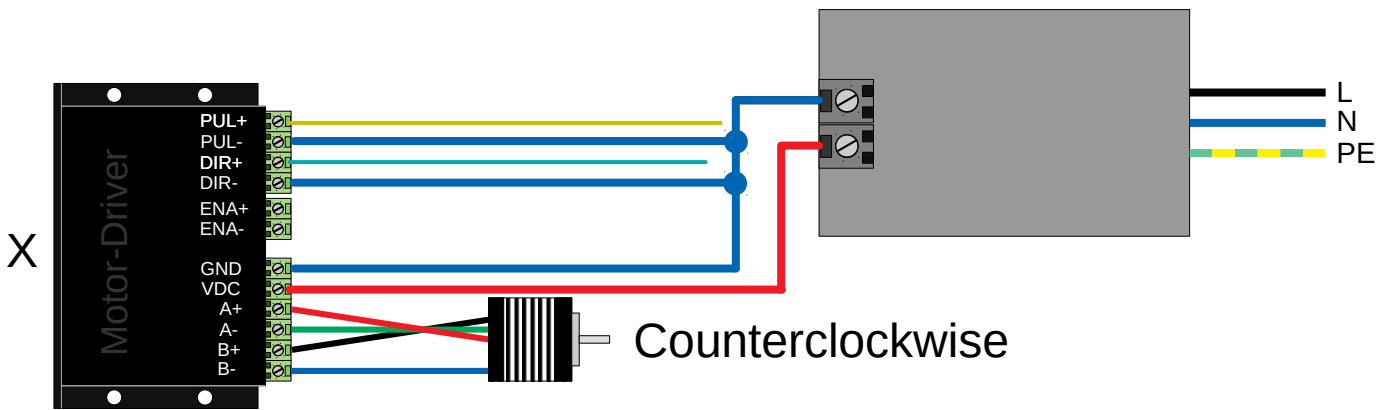 X
Motor-Driver
PUL+
PUL-
DIR+
DIR-
ENA+
ENA-
GND
VDC
A+
A-
B+
B-
Counterclockwise
L
N
PE